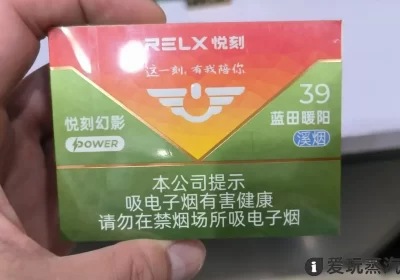 RELX 悦刻
这一刻,有我陪你
悦刻幻影
POWER
39
蓝田暖阳
溪烟
本公司提示
吸电子烟有害健康
请勿在禁烟场所吸电子烟
爱玩蒸汽